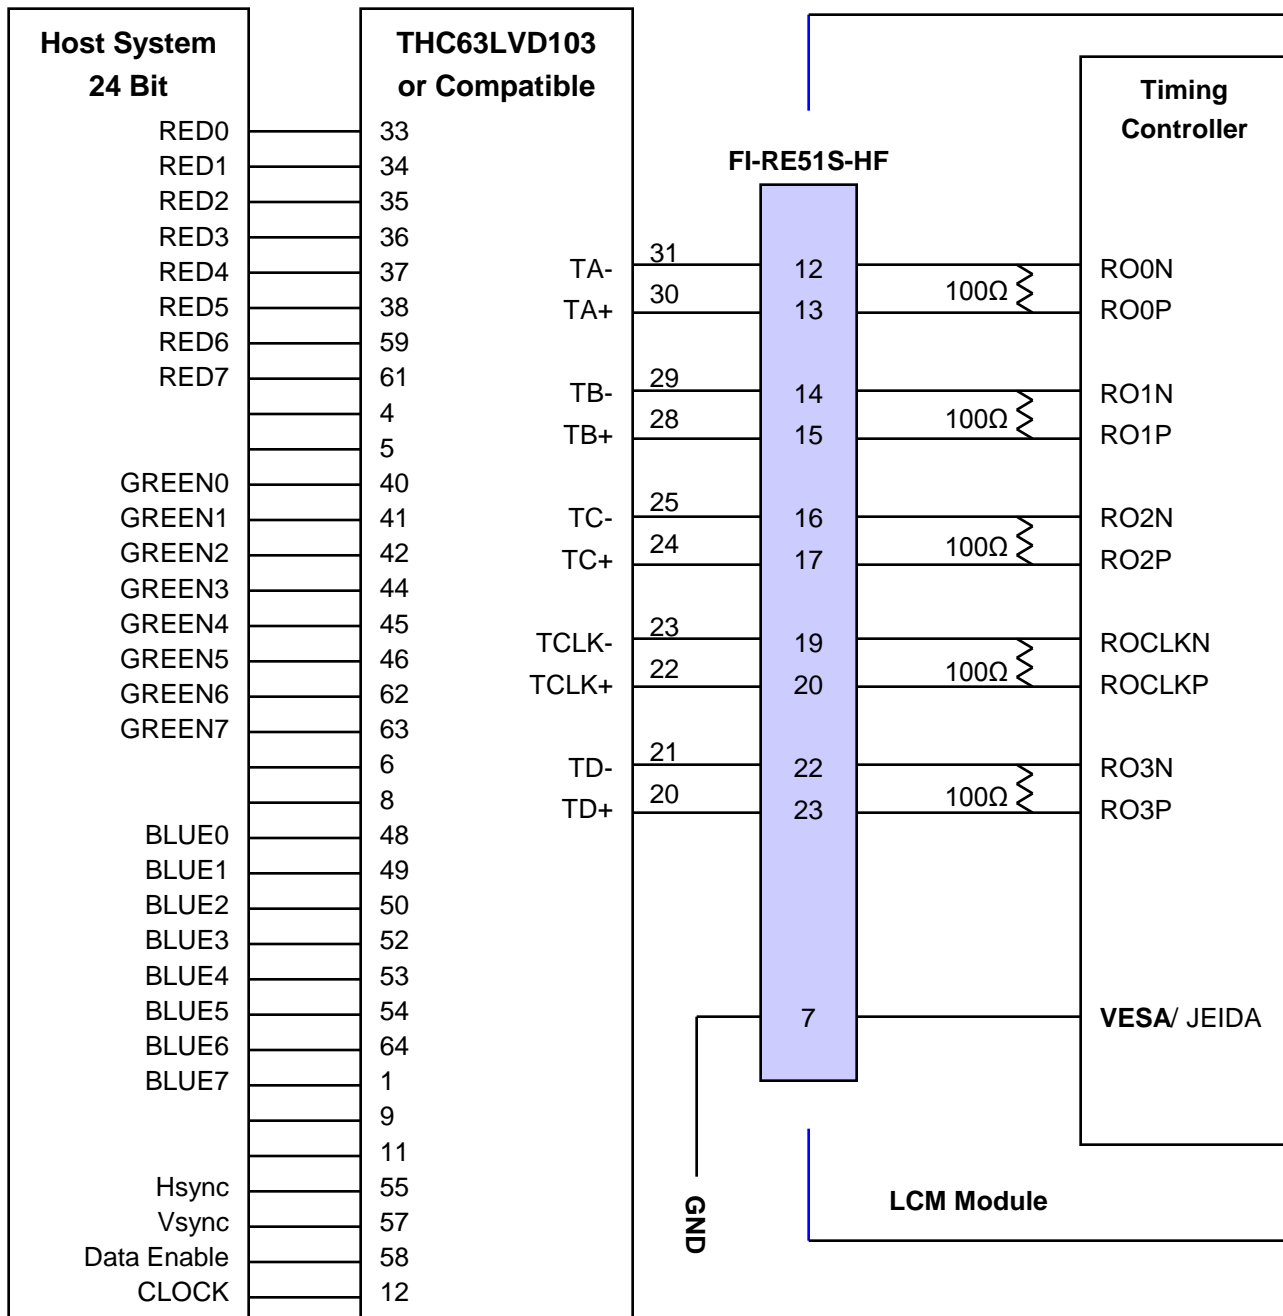 Host System
24 Bit
RED0
RED1
RED2
RED3
RED4
RED5
RED6
RED7
GREEN0
GREEN1
GREEN2
GREEN3
GREEN4
GREEN5
GREEN6
GREEN7
BLUE0
BLUE1
BLUE2
BLUE3
BLUE4
BLUE5
BLUE6
BLUE7
Hsync
Vsync
Data Enable
CLOCK
THC63LVD103
or Compatible
33
34
35
36
37
38
59
61
4
5
40
41
42
44
45
46
62
63
6
8
48
49
50
52
53
54
64
1
9
11
55
57
58
12
TA-
TA+
TB-
TB+
TC-
TC+
TCLK-
TCLK+
TD-
TD+
31
30
29
28
25
24
23
22
21
20
GND
FI-RE51S-HF
12
13
14
15
16
17
19
20
22
23
7
100Ω
100Ω
100Ω
100Ω
100Ω
Timing
Controller
RO0N
RO0P
RO1N
RO1P
RO2N
RO2P
ROCLKN
ROCLKP
RO3N
RO3P
VESA/ JEIDA
LCM Module